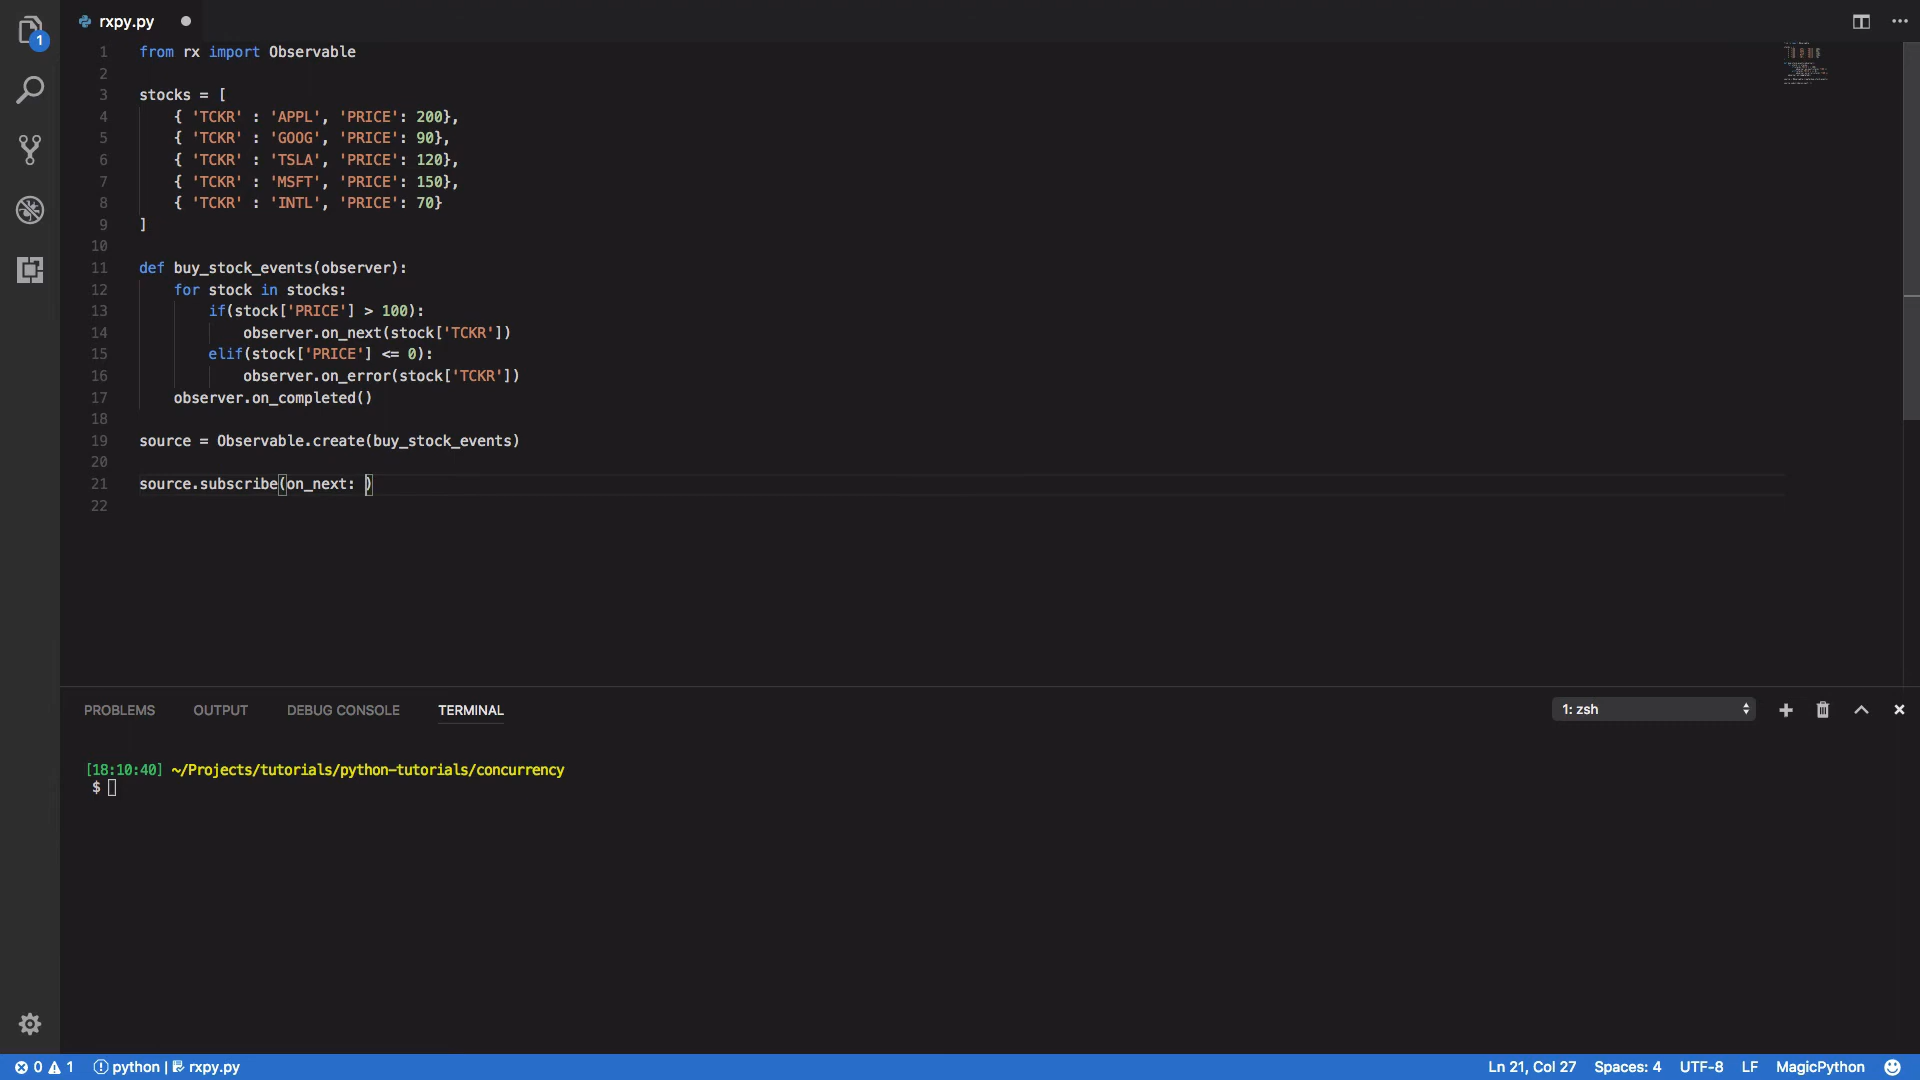 1
rxpy.py
1 from rx import Observable
2
3 stocks = [
4 { 'TCKR' : 'APPL', 'PRICE': 200},
5 { 'TCKR' : 'GOOG', 'PRICE': 90},
6 { 'TCKR' : 'TSLA', 'PRICE': 120},
7 { 'TCKR' : 'MSFT', 'PRICE': 150},
8 { 'TCKR' : 'INTL', 'PRICE': 70}
9 ]
10
11 def buy_stock_events(observer):
12 for stock in stocks:
13 if(stock['PRICE'] > 100):
14 observer.on_next(stock['TCKR'])
15 elif(stock['PRICE'] <= 0):
16 observer.on_error(stock['TCKR'])
17 observer.on_completed()
18
19 source = Observable.create(buy_stock_events)
20
21 source.subscribe(on_next: )
22
PROBLEMS OUTPUT DEBUG CONSOLE TERMINAL 1: zsh
[18:10:40] ~/Projects/tutorials/python-tutorials/concurrency
$
0 1 python | rxpy.py Ln 21, Col 27 Spaces: 4 UTF-8 LF MagicPython